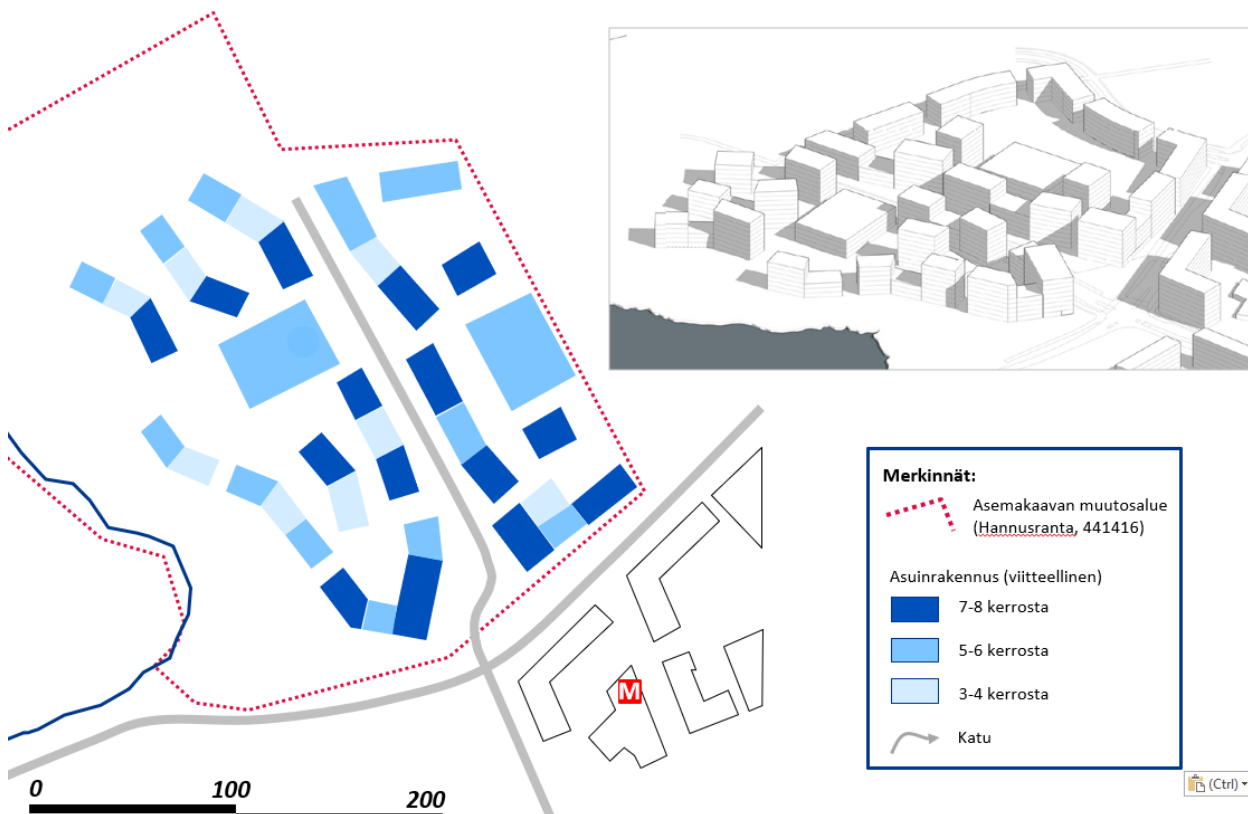 Merkinnät:
Asemakaavan muutosalue
(Hannusranta, 441416)
Asuinrakennus (viitteellinen)
7-8 kerrosta
5-6 kerrosta
3-4 kerrosta
Katu
M
0
100
200
(Ctrl)